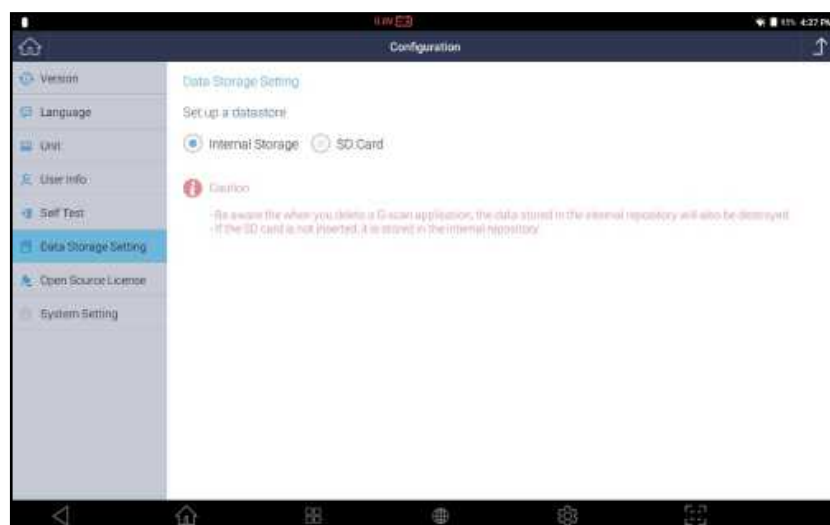 4:27 PM
Configuration
Version
Language
Unit
User Info
Self Test
Data Storage Setting
Open Source License
System Setting
Data Storage Setting
Set up a datastore
Internal Storage
SD Card
Caution
-Be aware the when you delete a G-scan application, the data stored in the internal repository will also be destroyed
-If the SD card is not inserted, it is stored in the internal repository